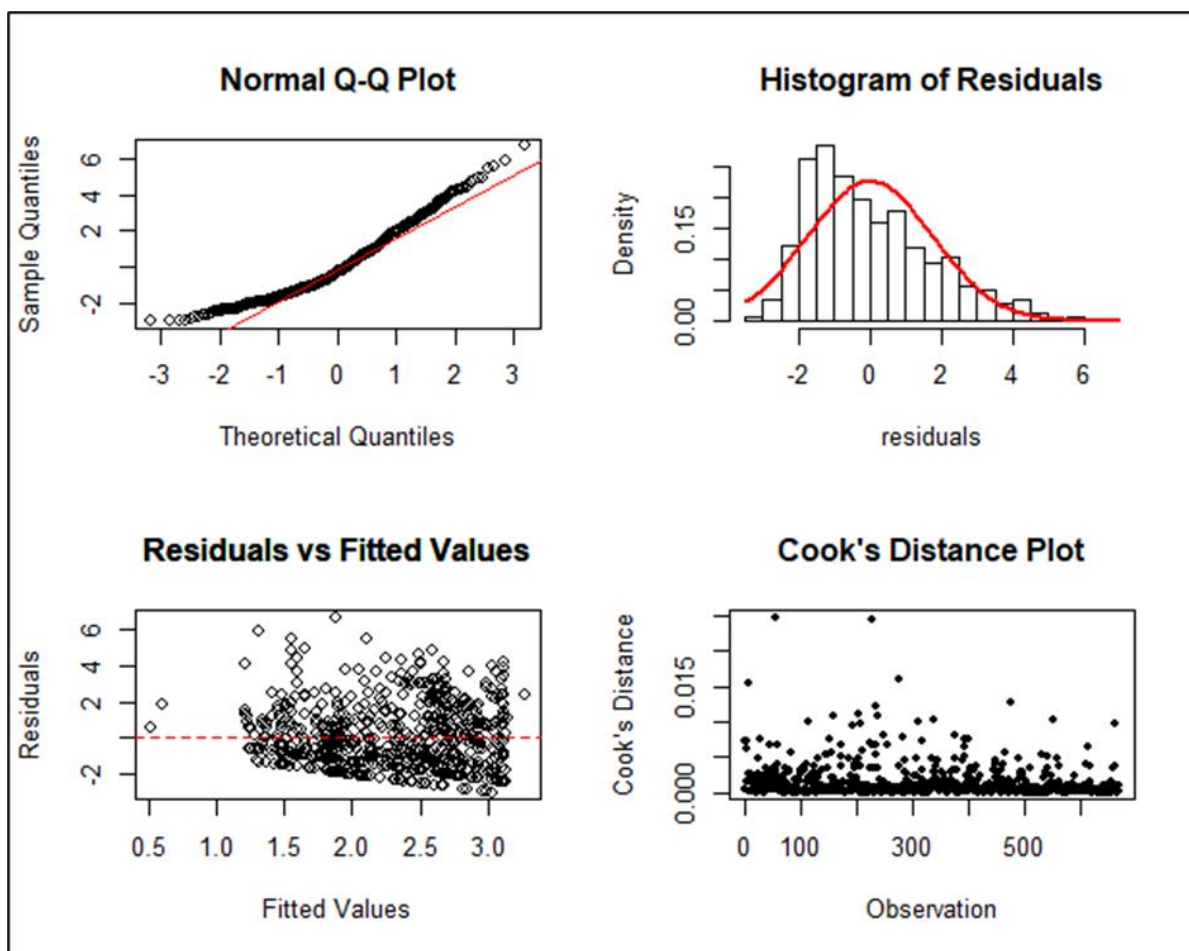 Normal Q-Q Plot
Sample Quantiles
6
4
2
-2
-3 -2 -1 0 1 2 3
Theoretical Quantiles
Histogram of Residuals
Density
0.15
0.00
-2 0 2 4 6
residuals
Residuals vs Fitted Values
Residuals
6
4
2
-2
0.5 1.0 1.5 2.0 2.5 3.0
Fitted Values
Cook's Distance Plot
Cook's Distance
0.015
0.000
0 100 300 500
Observation